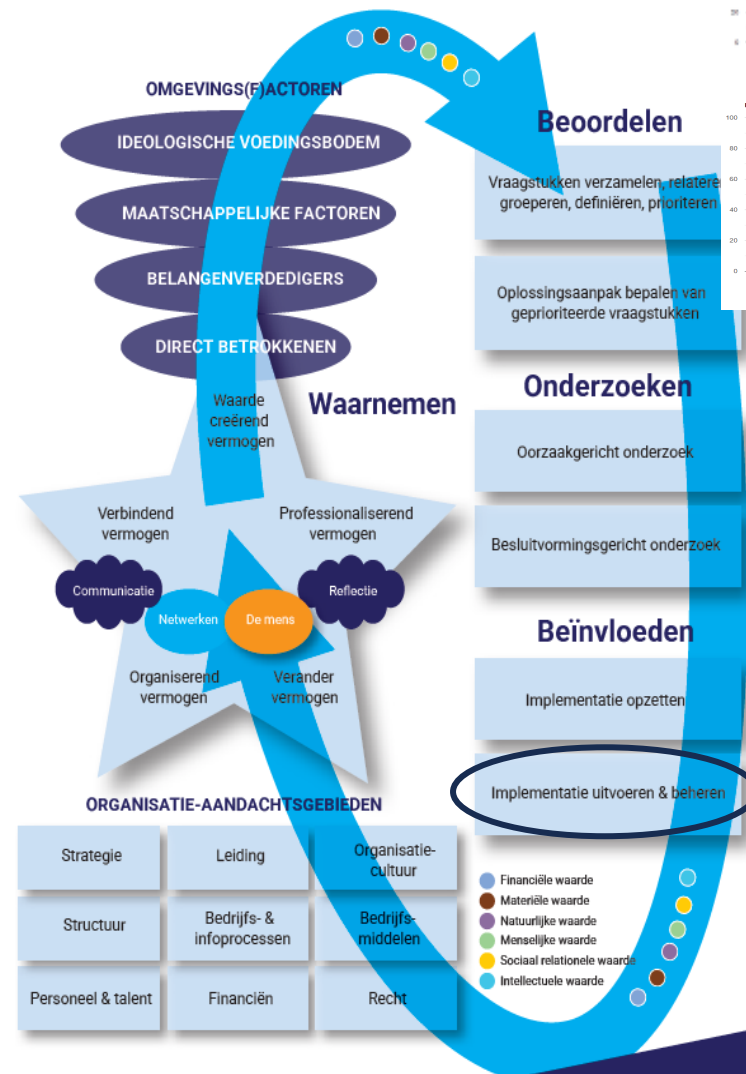 OMGEVINGS(F)ACTOREN
IDEOLOGISCHE VOEDINGSBODEM
MAATSCHAPPELIJKE FACTOREN
BELANGENVERDEDIGERS
DIRECT BETROKKENEN
Waarde
creërend
vermogen
Waarnemen
Verbindend
vermogen
Professionaliserend
vermogen
Communicatie
Netwerken
De mens
Reflectie
Organiserend
vermogen
Verander
vermogen
ORGANISATIE-AANDACHTSGEBIEDEN
Strategie
Leiding
Organisatie-
cultuur
Structuur
Bedrijfs- &
infoprocessen
Bedrijfs-
middelen
Personeel & talent
Financiën
Recht
Beoordelen
Vraagstukken verzamelen, relateren
groeperen, definiëren, prioriteren
Oplossingsaanpak bepalen van
geprioriteerde vraagstukken
Onderzoeken
Oorzaakgericht onderzoek
Besluitvormingsgericht onderzoek
Beïnvloeden
Implementatie opzetten
Implementatie uitvoeren & beheren
Financiële waarde
Materiële waarde
Natuurlijke waarde
Menselijke waarde
Sociaal relationele waarde
Intellectuele waarde
100
80
60
40
20
0